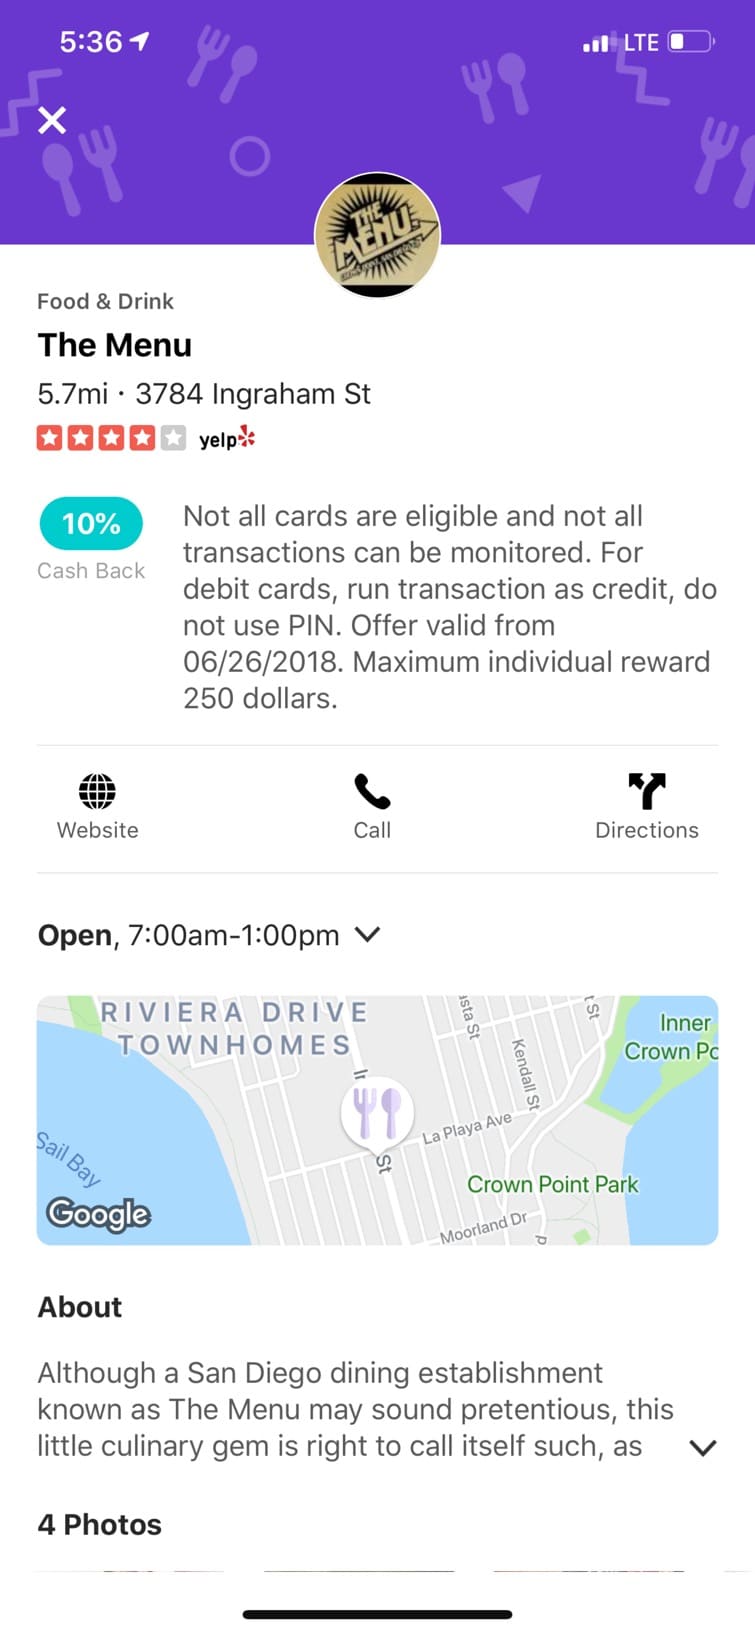 5:36
LTE
THE
MENU
Food & Drink
The Menu
5.7mi · 3784 Ingraham St
yelp
10%
Cash Back
Not all cards are eligible and not all
transactions can be monitored. For
debit cards, run transaction as credit, do
not use PIN. Offer valid from
06/26/2018. Maximum individual reward
250 dollars.
Website
Call
Directions
Open, 7:00am-1:00pm
RIVIERA DRIVE
TOWNHOMES
sta St
t St
Inner
Crown Po
Kendall St
Ir
St
La Playa Ave
Sail Bay
Crown Point Park
Google
Moorland Dr
About
Although a San Diego dining establishment
known as The Menu may sound pretentious, this
little culinary gem is right to call itself such, as
4 Photos